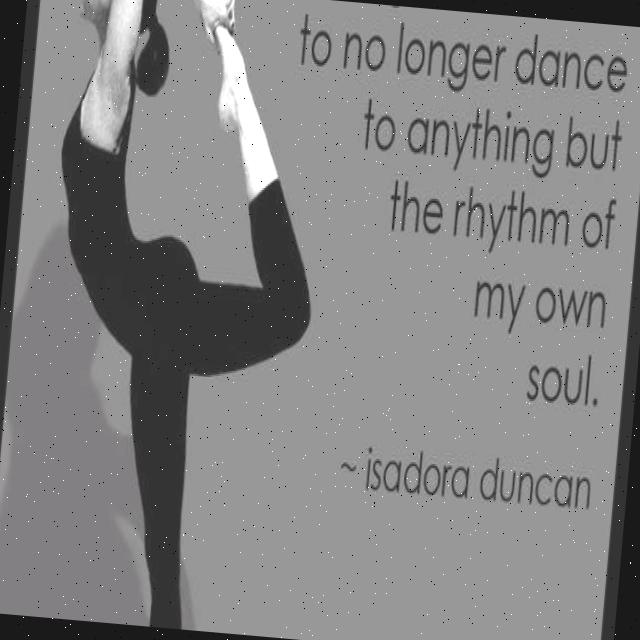 to no longer dance
to anything but
the rhythm of
my own
soul.
~ isadora duncan